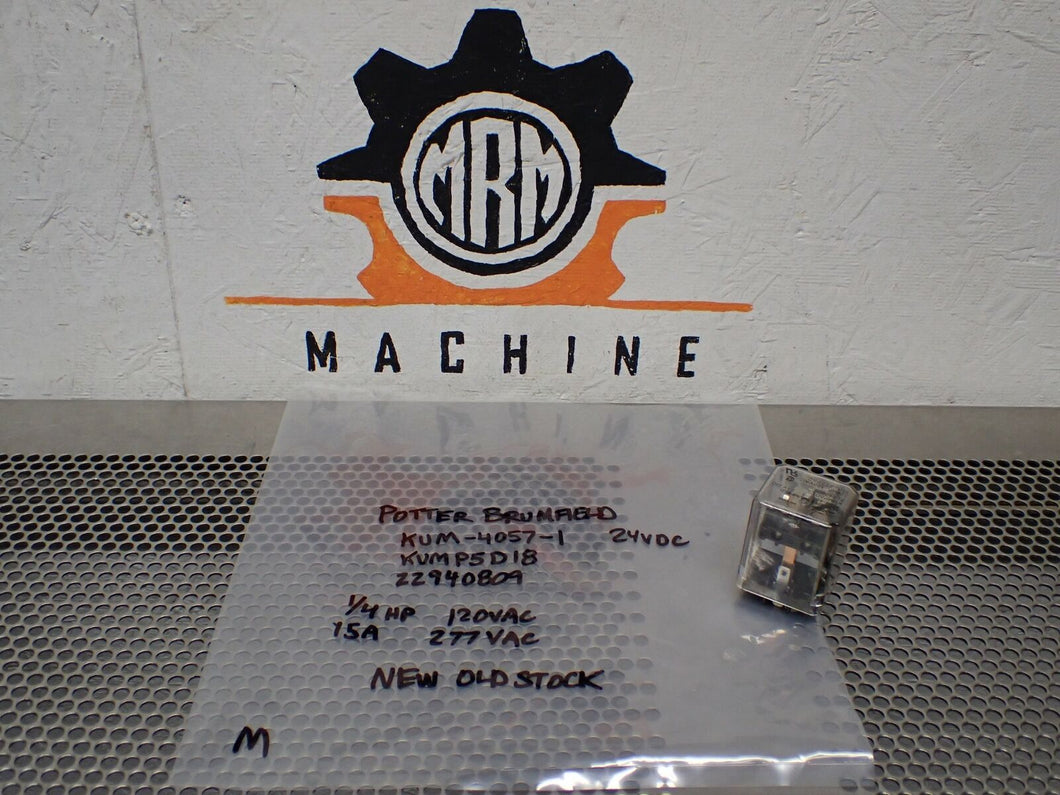 MRM
MACHINE
POTTER BRUMFIELD
KUM-4057-1 24VDC
KUMP5D18
22940809
1/4 HP 120VAC
15A 277VAC
NEW OLD STOCK
M